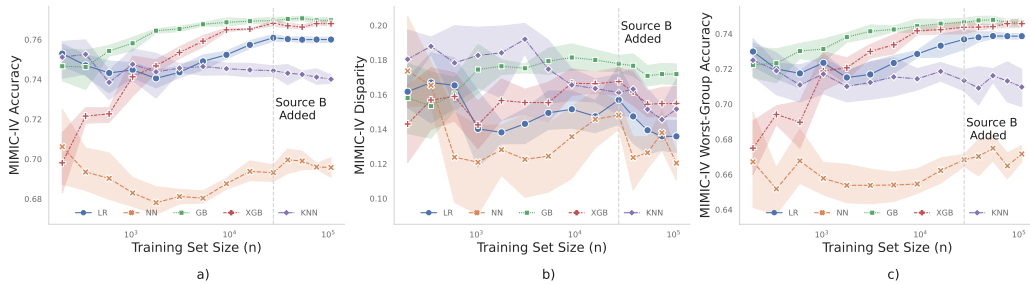 MIMIC-IV Accuracy
0.76
0.74
0.72
0.70
0.68
Source B
Added
LR NN GB XGB KNN
10³ 10⁴ 10⁵
Training Set Size (n)
a)
MIMIC-IV Disparity
0.20
0.18
0.16
0.14
0.12
0.10
Source B
Added
LR NN GB XGB KNN
10³ 10⁴ 10⁵
Training Set Size (n)
b)
MIMIC-IV Worst-Group Accuracy
0.74
0.72
0.70
0.68
0.66
0.64
Source B
Added
LR NN GB XGB KNN
10³ 10⁴ 10⁵
Training Set Size (n)
c)